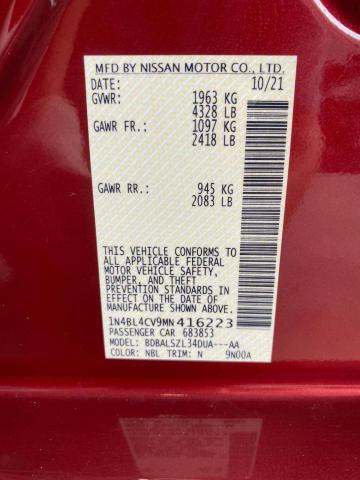 MFD BY NISSAN MOTOR CO., LTD.
DATE: 10/21
GVWR: 1963 KG
4328 LB
GAWR FR.: 1097 KG
2418 LB
GAWR RR.: 945 KG
2083 LB
THIS VEHICLE CONFORMS TO
ALL APPLICABLE FEDERAL
MOTOR VEHICLE SAFETY,
BUMPER, AND THEFT
PREVENTION STANDARDS IN
EFFECT ON THE DATE OF
MANUFACTURE SHOWN ABOVE.
1N4BL4CV9MN416223
PASSENGER CAR 683853
MODEL: BDBALSZL34DUA---AA
COLOR: NBL TRIM: N 9N00A